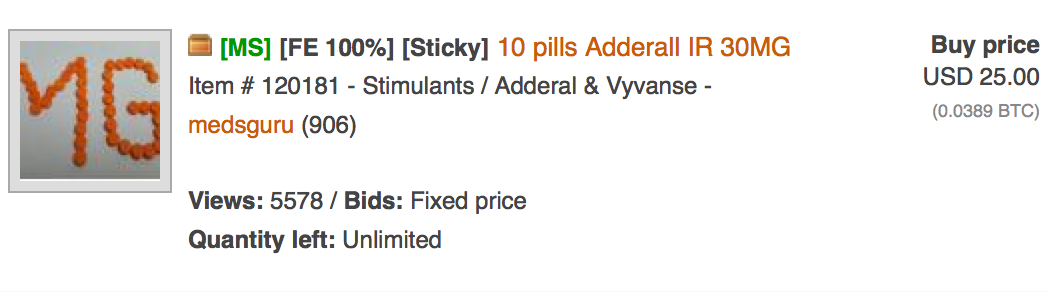 MG
[MS] [FE 100%] [Sticky] 10 pills Adderall IR 30MG
Item # 120181 - Stimulants / Adderal & Vyvanse -
medsguru (906)
Views: 5578 / Bids: Fixed price
Quantity left: Unlimited
Buy price
USD 25.00
(0.0389 BTC)